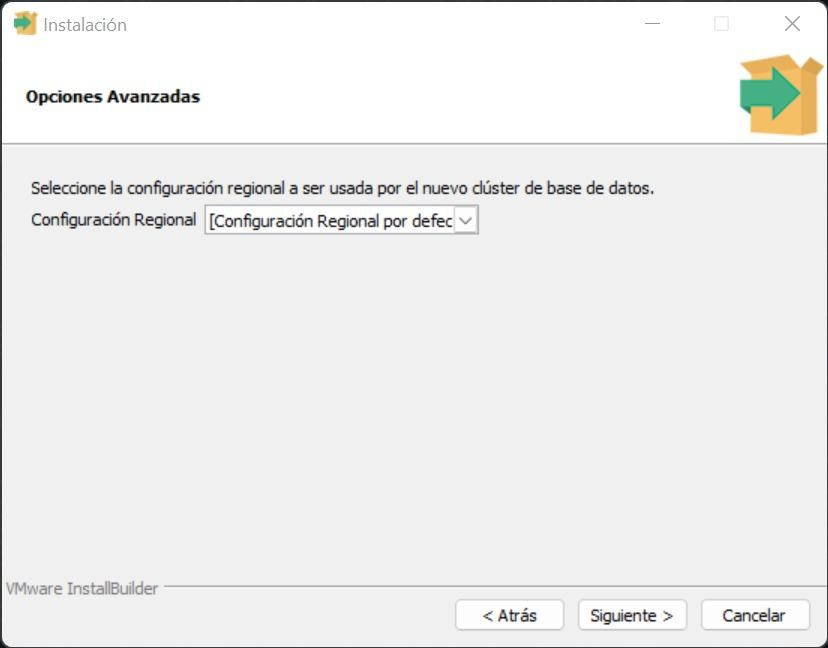 Instalación
Opciones Avanzadas
Seleccione la configuración regional a ser usada por el nuevo clúster de base de datos.
Configuración Regional [Configuración Regional por defec
VMware InstallBuilder
< Atrás Siguiente > Cancelar